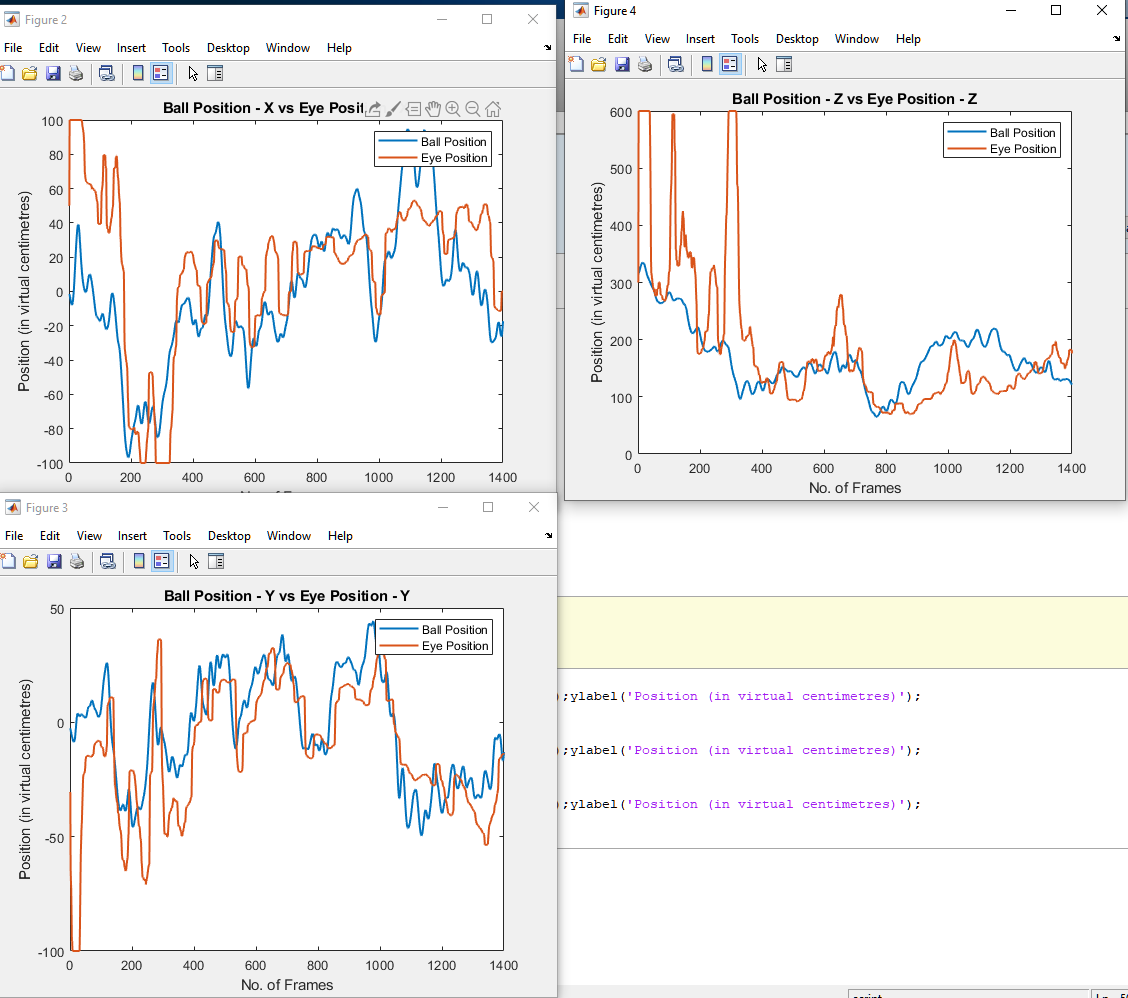 Figure 2
File Edit View Insert Tools Desktop Window Help
Ball Position - X vs Eye Posit
Ball Position
Eye Position
Position (in virtual centimetres)
100
80
60
40
20
0
-20
-40
-60
-80
-100
0 200 400 600 800 1000 1200 1400
Figure 4
File Edit View Insert Tools Desktop Window Help
Ball Position - Z vs Eye Position - Z
Ball Position
Eye Position
Position (in virtual centimetres)
600
500
400
300
200
100
0
0 200 400 600 800 1000 1200 1400
No. of Frames
Figure 3
File Edit View Insert Tools Desktop Window Help
Ball Position - Y vs Eye Position - Y
Ball Position
Eye Position
Position (in virtual centimetres)
50
0
-50
-100
0 200 400 600 800 1000 1200 1400
No. of Frames
);ylabel('Position (in virtual centimetres)');
);ylabel('Position (in virtual centimetres)');
);ylabel('Position (in virtual centimetres)');